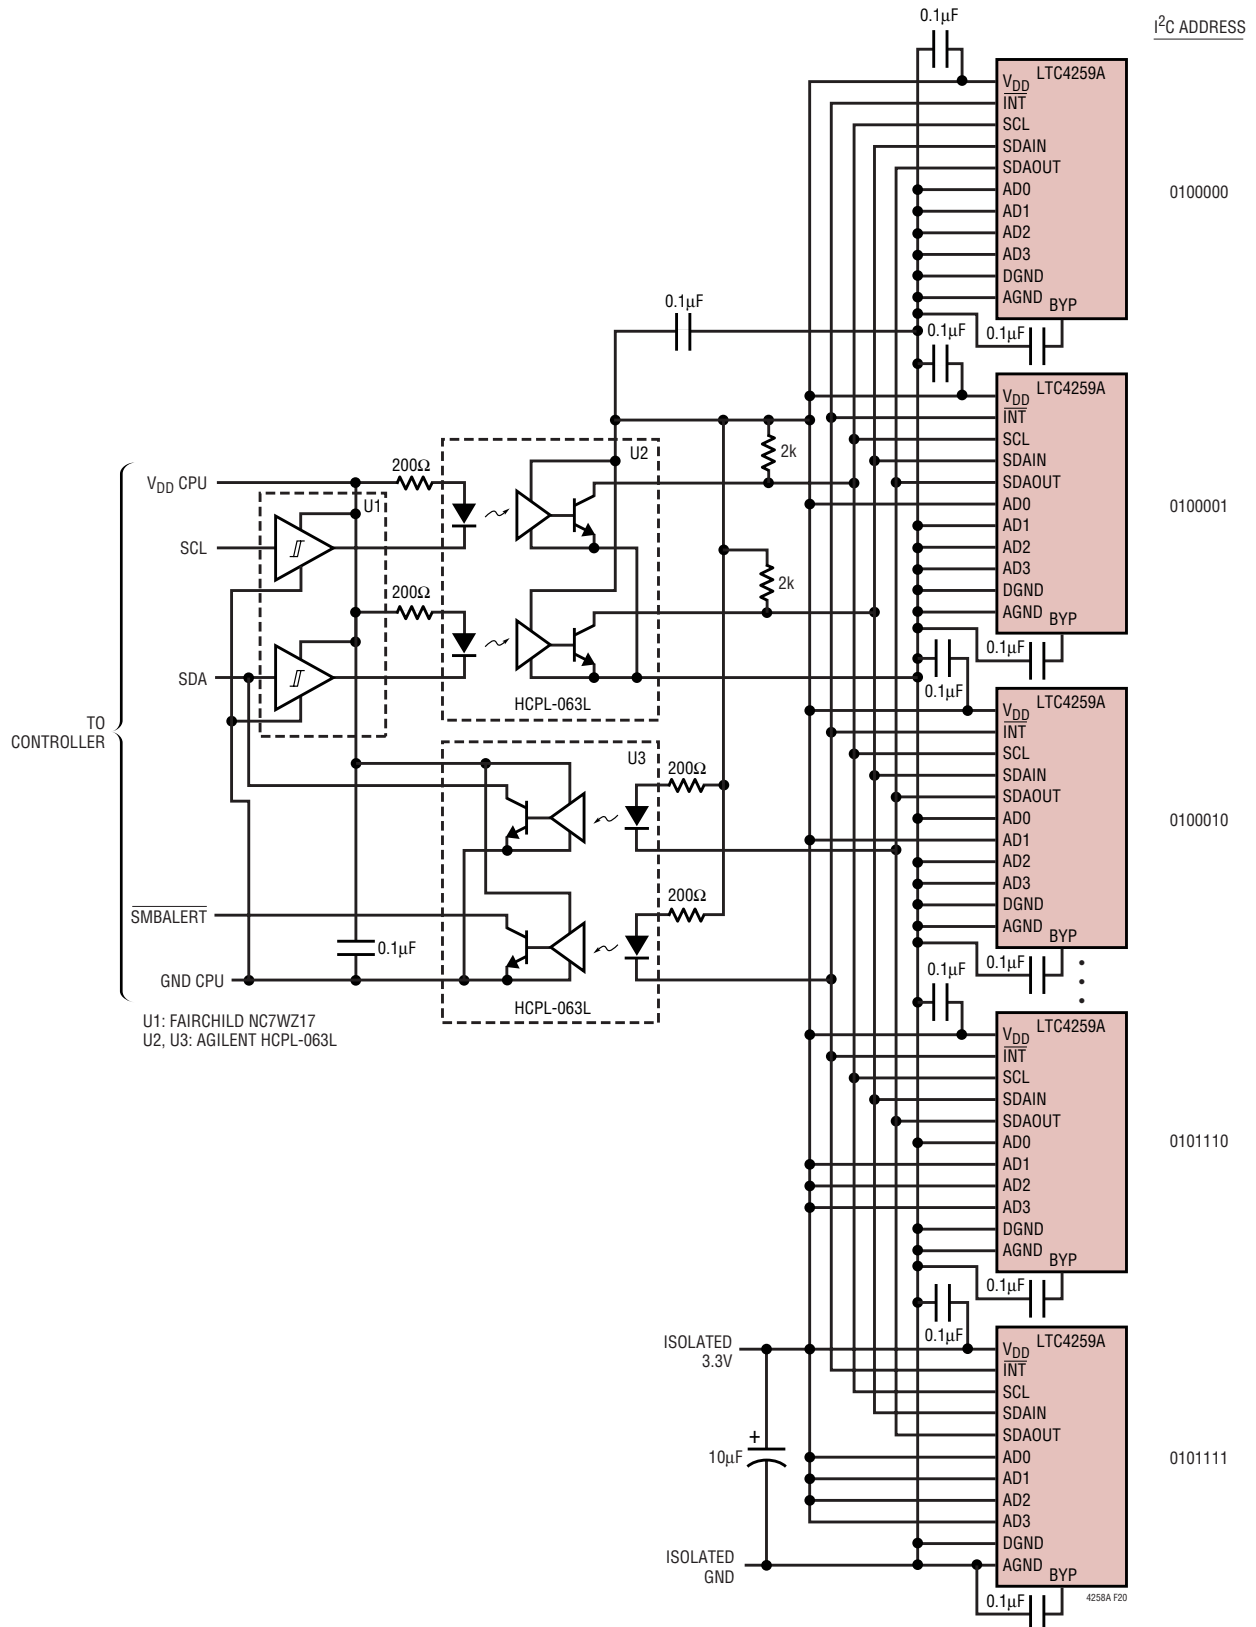 0.1µF
I²C ADDRESS
LTC4259A
VDD
INT
SCL
SDAIN
SDAOUT
AD0
AD1
AD2
AD3
DGND
AGND
BYP
0100000
0.1µF
0.1µF
0.1µF
LTC4259A
VDD
INT
SCL
SDAIN
SDAOUT
AD0
AD1
AD2
AD3
DGND
AGND
BYP
0100001
0.1µF
0.1µF
TO
CONTROLLER
VDD CPU
SCL
SDA
SMBALERT
GND CPU
U1
200Ω
200Ω
U2
HCPL-063L
2k
2k
U3
200Ω
200Ω
HCPL-063L
0.1µF
U1: FAIRCHILD NC7WZ17
U2, U3: AGILENT HCPL-063L
LTC4259A
VDD
INT
SCL
SDAIN
SDAOUT
AD0
AD1
AD2
AD3
DGND
AGND
BYP
0100010
0.1µF
0.1µF
LTC4259A
VDD
INT
SCL
SDAIN
SDAOUT
AD0
AD1
AD2
AD3
DGND
AGND
BYP
0101110
0.1µF
0.1µF
ISOLATED
3.3V
+
10µF
ISOLATED
GND
LTC4259A
VDD
INT
SCL
SDAIN
SDAOUT
AD0
AD1
AD2
AD3
DGND
AGND
BYP
0101111
0.1µF
4258A F20